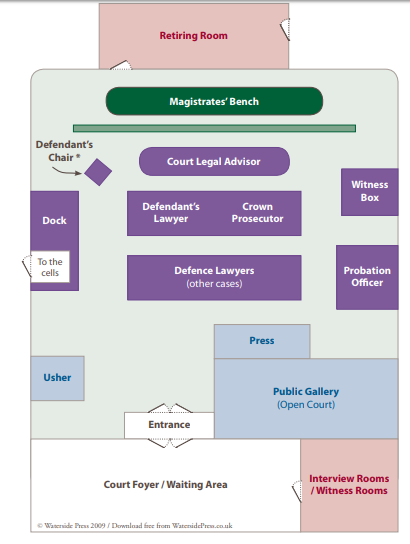 Retiring Room
Magistrates' Bench
Defendant's
Chair *
Court Legal Advisor
Witness
Box
Dock
Defendant's
Lawyer
Crown
Prosecutor
To the
cells
Defence Lawyers
(other cases)
Probation
Officer
Press
Usher
Public Gallery
(Open Court)
Entrance
Court Foyer / Waiting Area
Interview Rooms
/ Witness Rooms
© Waterside Press 2009 / Download free from WatersidePress.co.uk